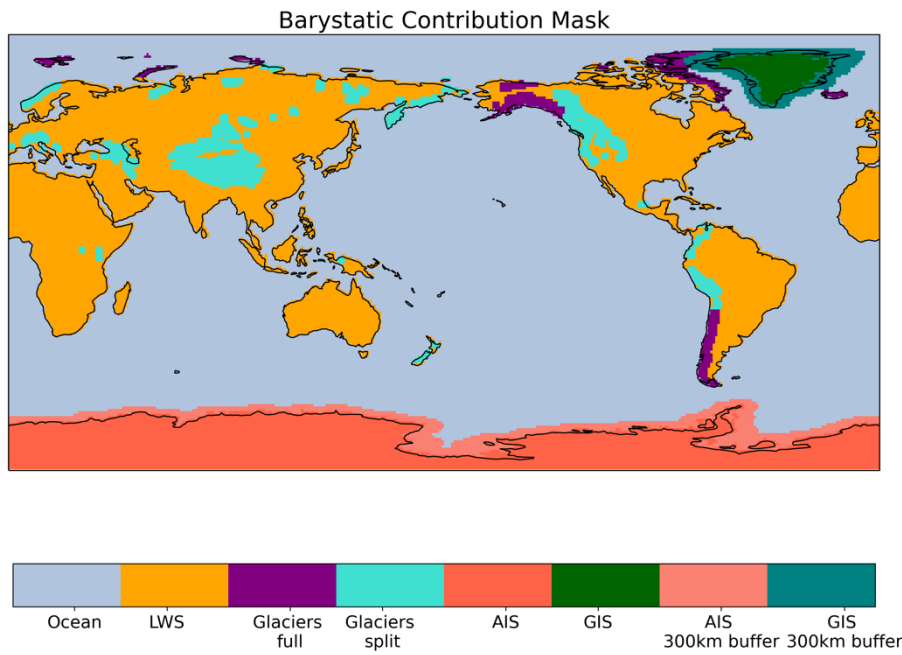 Barystatic Contribution Mask
Ocean LWS Glaciers Glaciers AIS GIS AIS GIS
full split 300km buffer 300km buffer